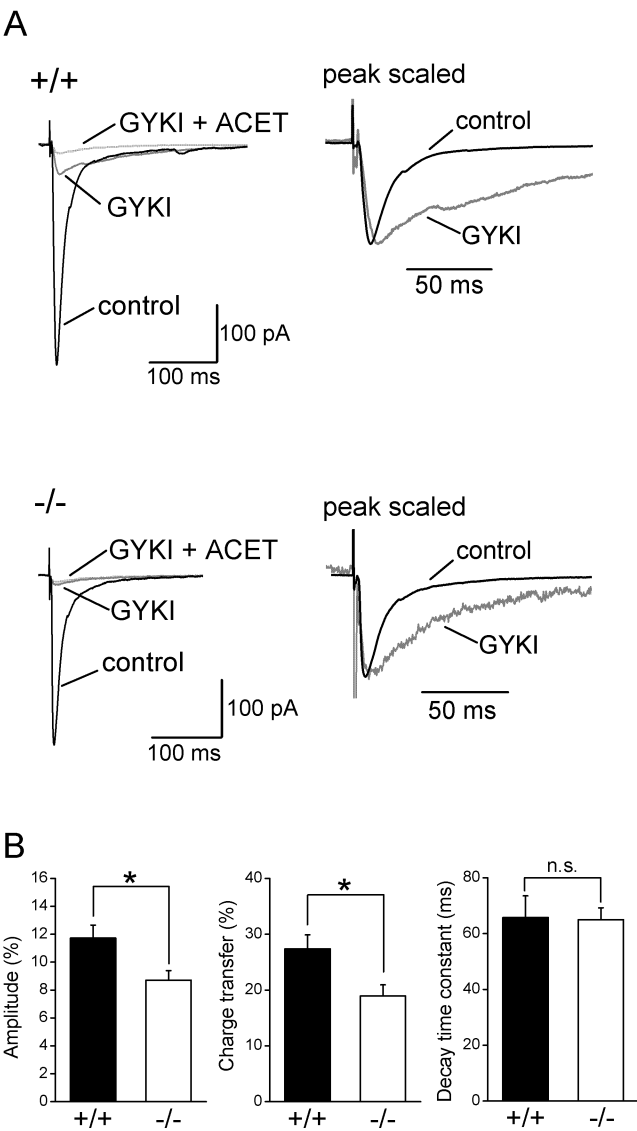 A
+/+
peak scaled
GYKI + ACET
control
GYKI
GYKI
control
50 ms
100 pA
100 ms
-/-
peak scaled
GYKI + ACET
control
GYKI
GYKI
control
50 ms
100 pA
100 ms
B
Amplitude (%)
16
14
12
10
8
6
4
2
0
*
+/+ -/-
Charge transfer (%)
40
30
20
10
0
*
+/+ -/-
Decay time constant (ms)
80
60
40
20
0
n.s.
+/+ -/-